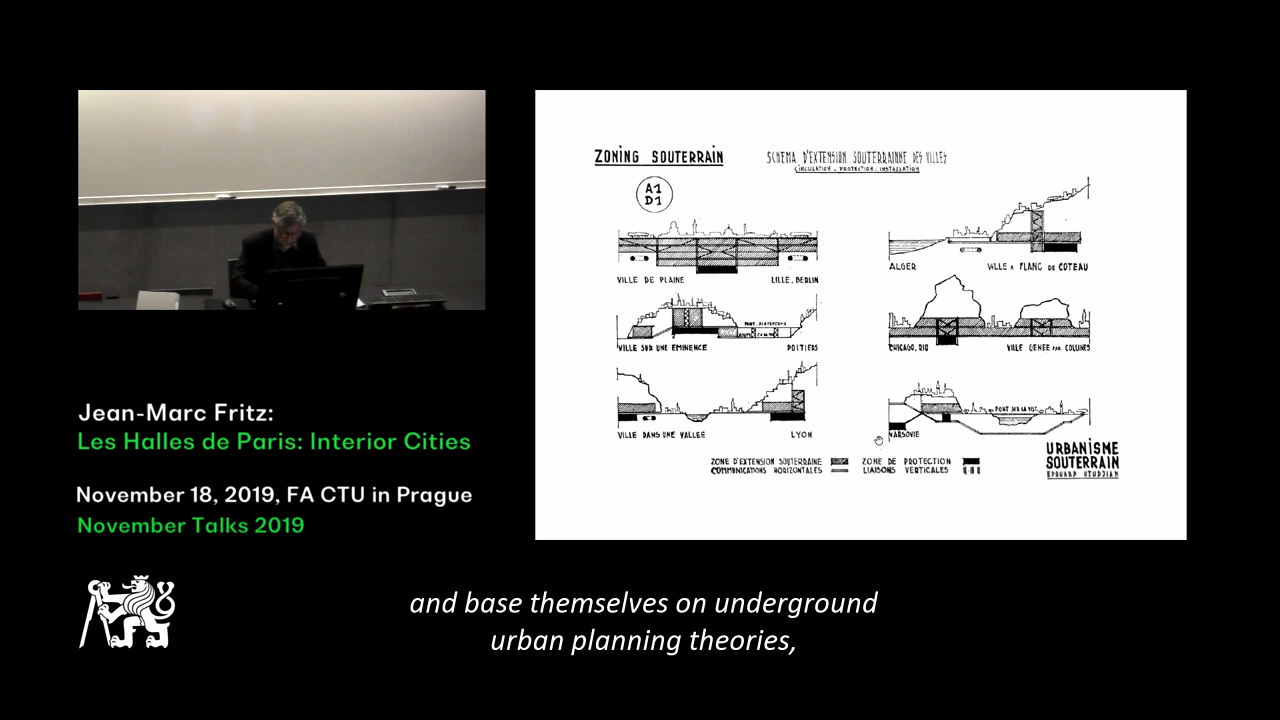 ZONING SOUTERRAIN
SCHEMA D'EXTENSION SOUTERRAINNE DES VILLES
CIRCULATION - PROTECTION - INSTALLATION
A1
D1
VILLE DE PLAINE LILLE, BERLIN
ALGER VILLE A FLANC DE COTEAU
VILLE SUR UNE EMINENCE POITIERS
CHICAGO, RIO VILLE GENEE PAR COLLINES
VILLE DANS UNE VALLEE LYON
PONT SUR LA VIS.
VARSOVIE
ZONE D'EXTENSION SOUTERRAINE ZONE DE PROTECTION
COMMUNICATIONS HORIZONTALES LIAISONS VERTICALES
URBANISME
SOUTERRAIN
EDOUARD UTUDJIAN
Jean-Marc Fritz:
Les Halles de Paris: Interior Cities
November 18, 2019, FA CTU in Prague
November Talks 2019
and base themselves on underground
urban planning theories,